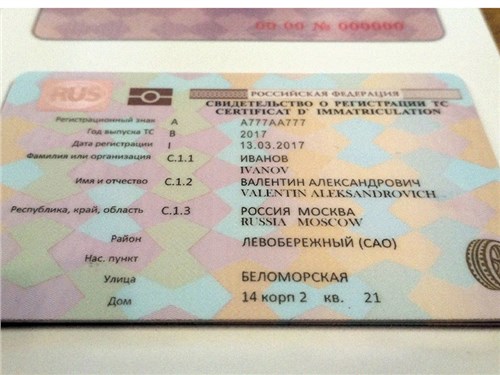 00 00 № 000000
RUS
РОССИЙСКАЯ ФЕДЕРАЦИЯ
СВИДЕТЕЛЬСТВО О РЕГИСТРАЦИИ ТС
CERTIFICAT D' IMMATRICULATION
Регистрационный знак A А777АА777
Год выпуска ТС B 2017
Дата регистрации I 13.03.2017
Фамилия или организация C.1.1 ИВАНОВ
IVANOV
Имя и отчество C.1.2 ВАЛЕНТИН АЛЕКСАНДРОВИЧ
VALENTIN ALEKSANDROVICH
Республика, край, область C.1.3 РОССИЯ МОСКВА
RUSSIA MOSCOW
Район ЛЕВОБЕРЕЖНЫЙ (САО)
Нас. пункт
Улица БЕЛОМОРСКАЯ
Дом 14 корп 2 кв. 21